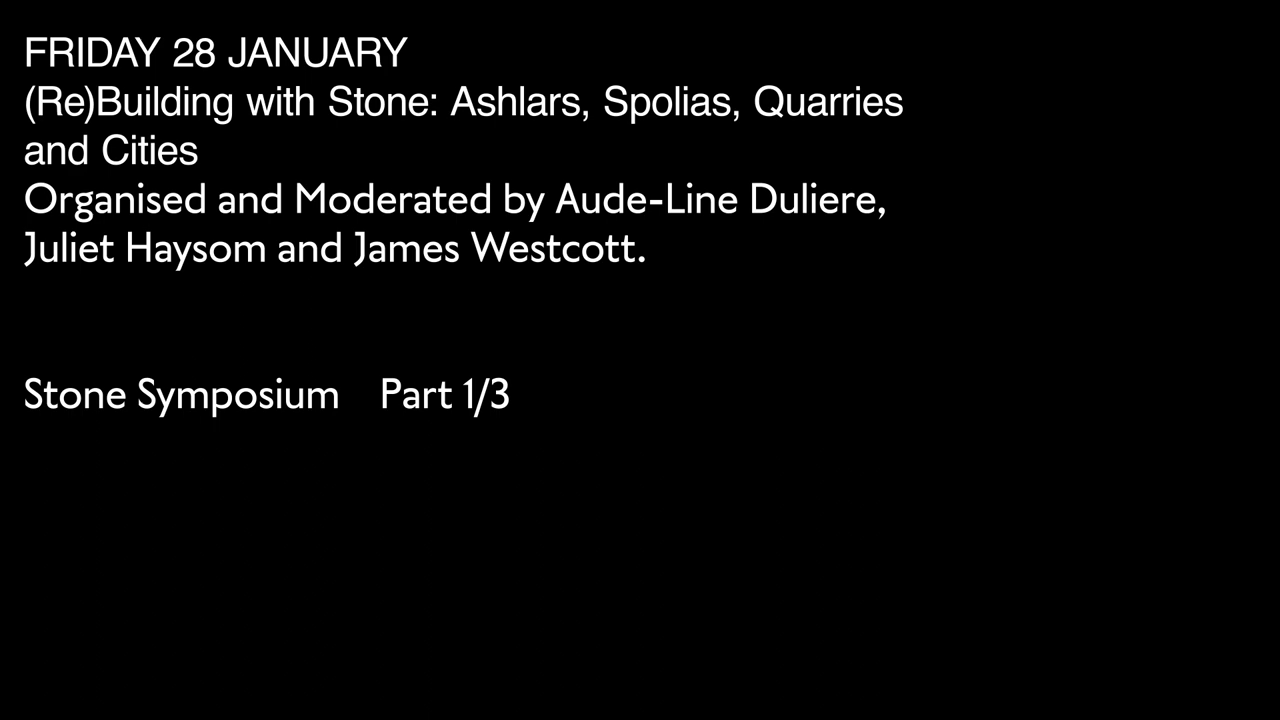 FRIDAY 28 JANUARY
(Re)Building with Stone: Ashlars, Spolias, Quarries
and Cities
Organised and Moderated by Aude-Line Duliere,
Juliet Haysom and James Westcott.
Stone Symposium Part 1/3